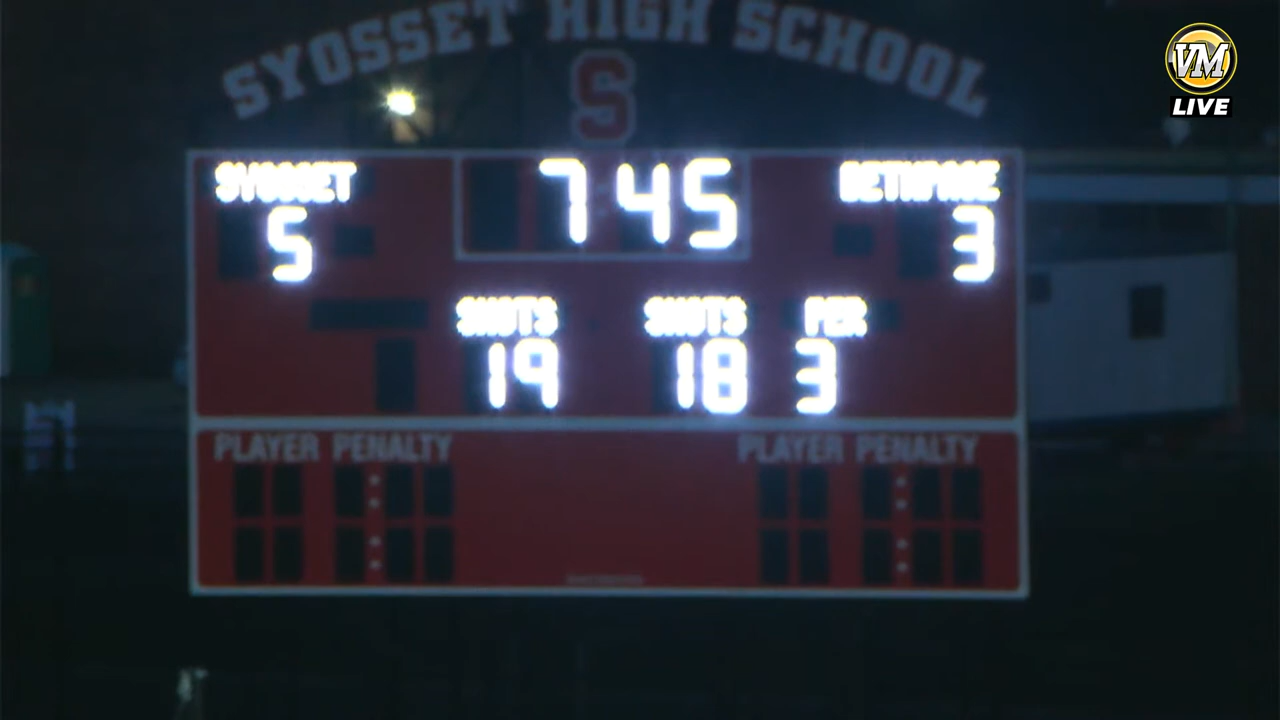 SYOSSET HIGH SCHOOL
S
VM
LIVE
SYOSSET 7 45 BETHPAGE
5 3
SHOTS SHOTS PER
19 18 3
PLAYER PENALTY PLAYER PENALTY